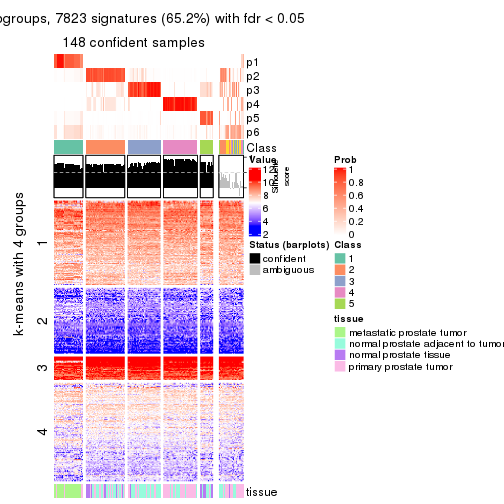 ogroups, 7823 signatures (65.2%) with fdr < 0.05
148 confident samples
p1
p2
p3
p4
p5
p6
Class
Silhouette
score
k-means with 4 groups
1
2
3
4
tissue
Value
12
10
8
6
4
2
Status (barplots)
confident
ambiguous
Prob
1
0.8
0.6
0.4
0.2
0
Class
1
2
3
4
5
tissue
metastatic prostate tumor
normal prostate adjacent to tumor
normal prostate tissue
primary prostate tumor